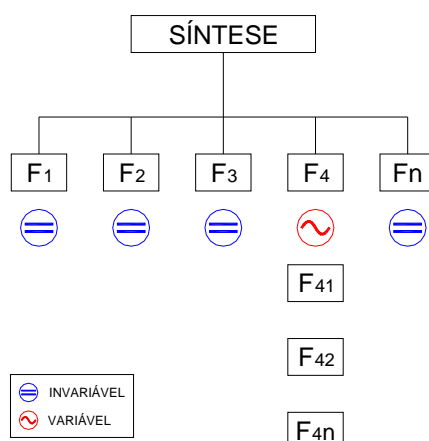 SÍNTESE
F1 F2 F3 F4 Fn
F41
F42
INVARIÁVEL
VARIÁVEL
F4n